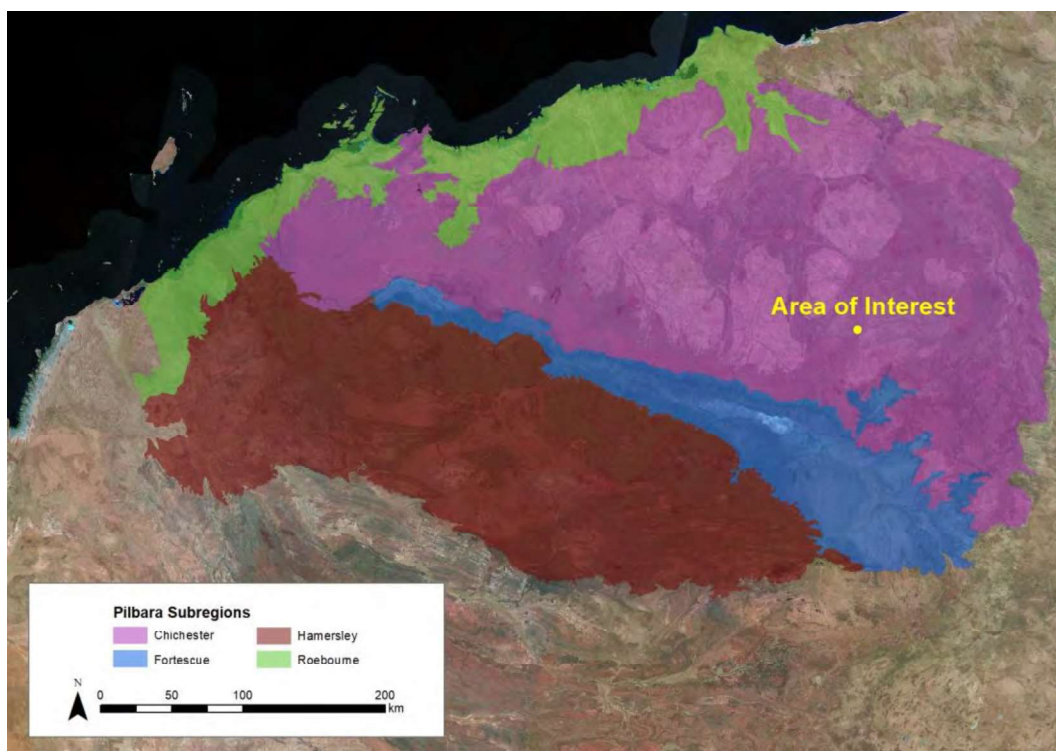 Area of Interest
Pilbara Subregions
Chichester Hamersley
Fortescue Roebourne
N
0 50 100 200
km